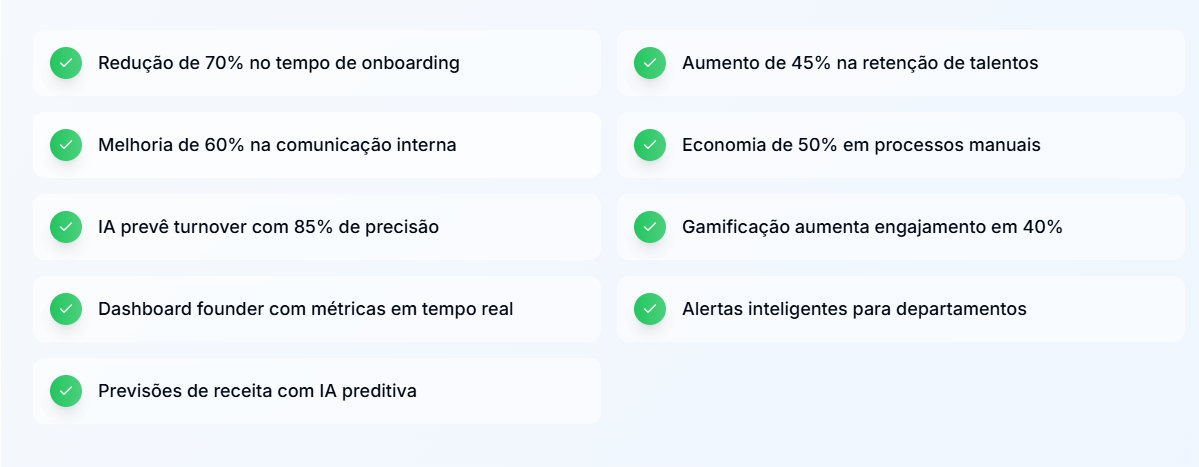 Redução de 70% no tempo de onboarding
Aumento de 45% na retenção de talentos
Melhoria de 60% na comunicação interna
Economia de 50% em processos manuais
IA prevê turnover com 85% de precisão
Gamificação aumenta engajamento em 40%
Dashboard founder com métricas em tempo real
Alertas inteligentes para departamentos
Previsões de receita com IA preditiva